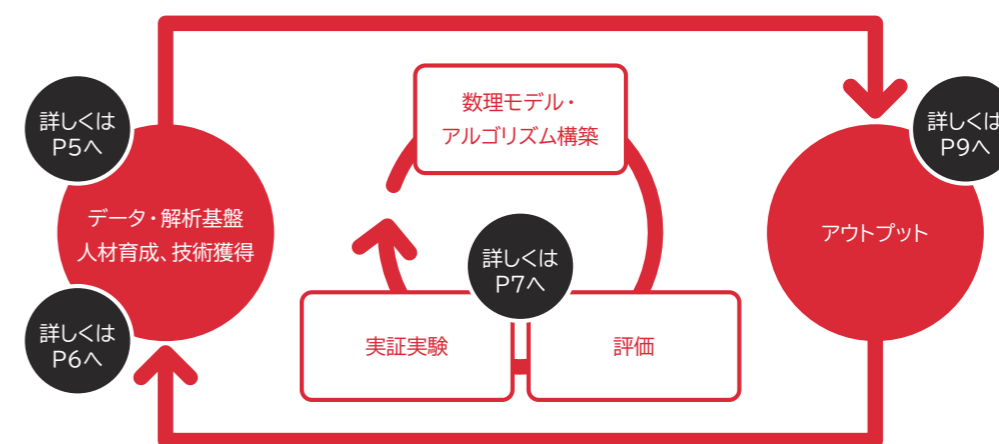 詳しくは
P5へ
データ・解析基盤
人材育成、技術獲得
詳しくは
P6へ
数理モデル・
アルゴリズム構築
詳しくは
P7へ
実証実験
評価
詳しくは
P9へ
アウトプット